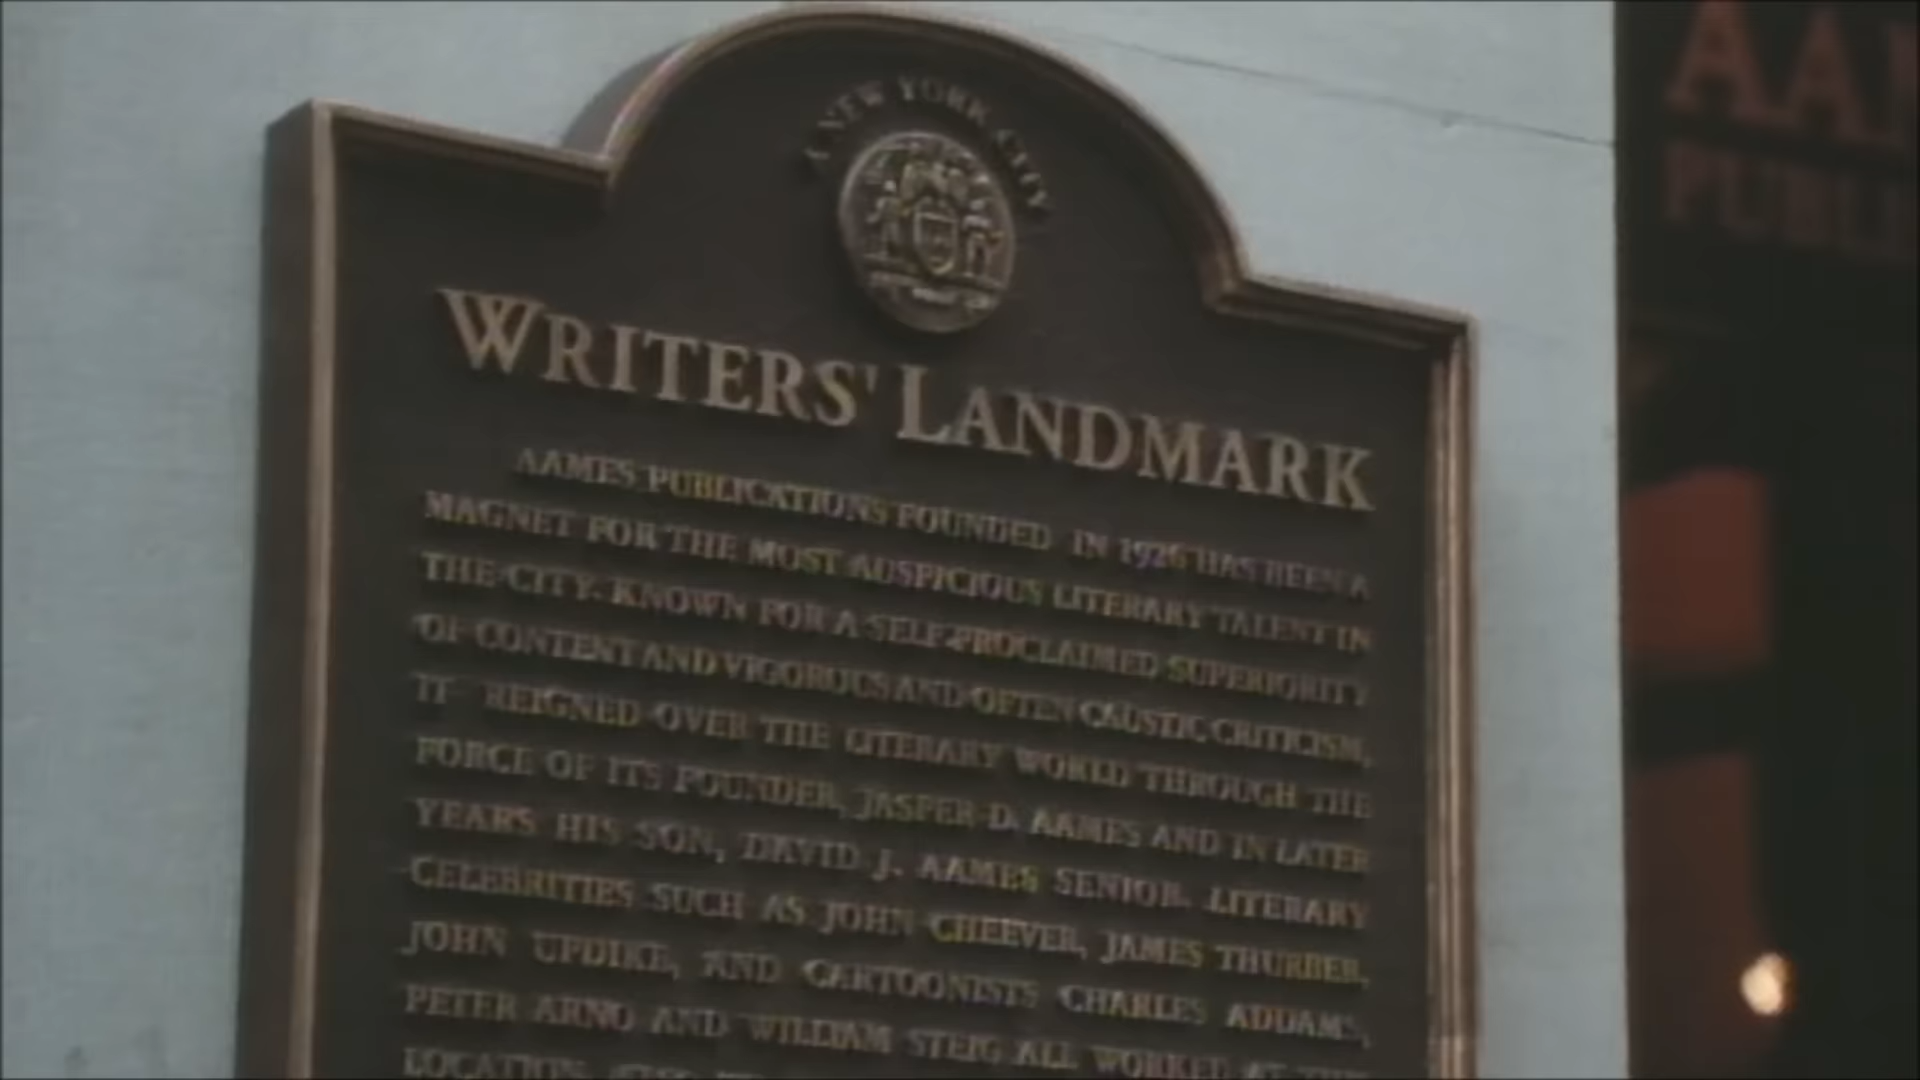 A NEW YORK CITY
WRITERS' LANDMARK
AAMES PUBLICATIONS FOUNDED IN 1926 HAS BEEN A
MAGNET FOR THE MOST AUSPICIOUS LITERARY TALENT IN
THE CITY. KNOWN FOR A SELF-PROCLAIMED SUPERIORITY
OF CONTENT AND VIGOROUS AND OFTEN CAUSTIC CRITICISM,
IT REIGNED OVER THE LITERARY WORLD THROUGH THE
FORCE OF ITS FOUNDER, JASPER D. AAMES AND IN LATER
YEARS HIS SON, DAVID J. AAMES SENIOR. LITERARY
CELEBRITIES SUCH AS JOHN CHEEVER, JAMES THURBER,
JOHN UPDIKE, AND CARTOONISTS CHARLES ADDAMS,
PETER ARNO AND WILLIAM STEIG ALL WORKED AT THIS
LOCATION.
AAM
PUBLI